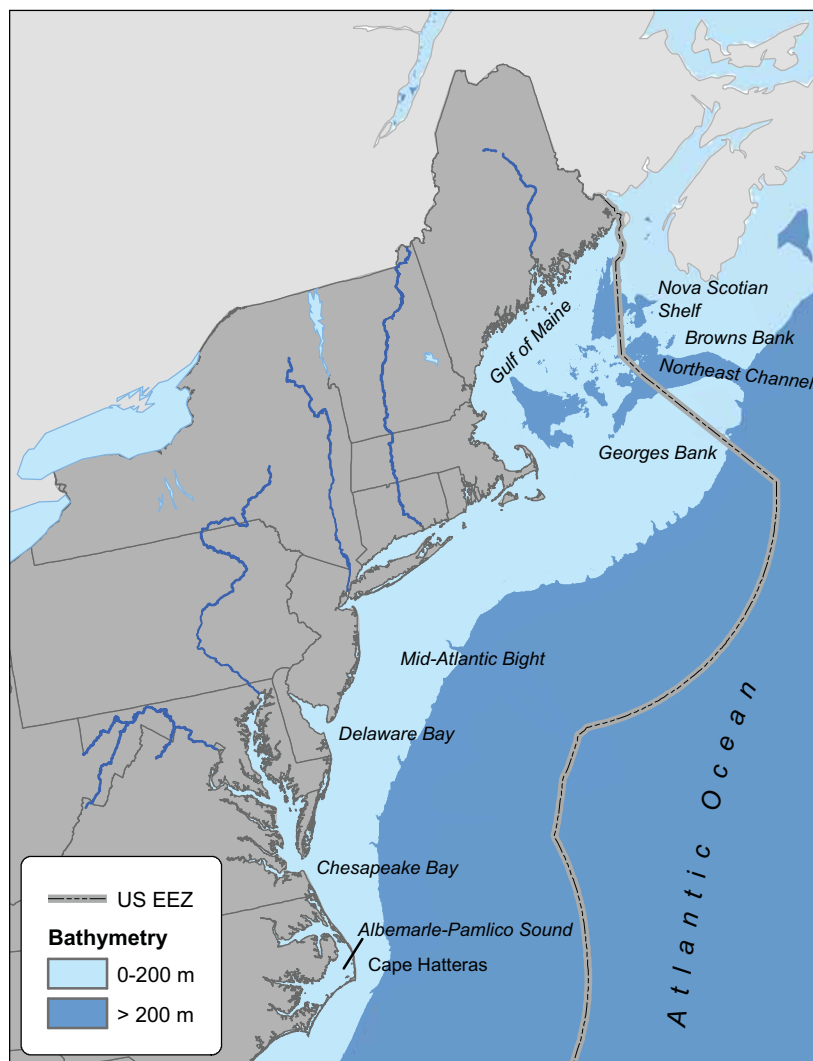 Nova Scotian
Shelf
Browns Bank
Gulf of Maine
Northeast Channel
Georges Bank
Mid-Atlantic Bight
Delaware Bay
Atlantic Ocean
Chesapeake Bay
Albemarle-Pamlico Sound
Cape Hatteras
US EEZ
Bathymetry
0-200 m
> 200 m